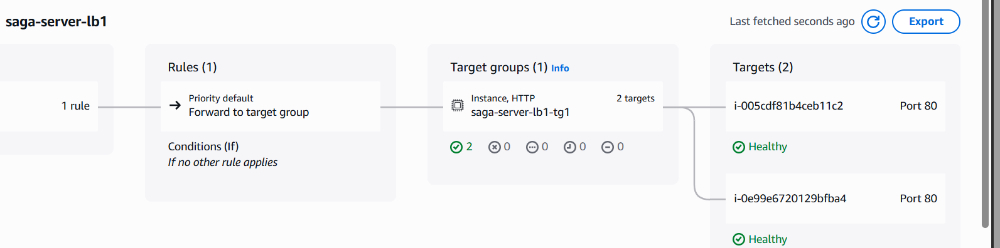 saga-server-lb1
Last fetched seconds ago
Export
1 rule
Rules (1)
Priority default
Forward to target group
Conditions (If)
If no other rule applies
Target groups (1) Info
Instance, HTTP
2 targets
saga-server-lb1-tg1
2 0 0 0 0
Targets (2)
i-005cdf81b4ceb11c2 Port 80
Healthy
i-0e99e6720129bfba4 Port 80
Healthy